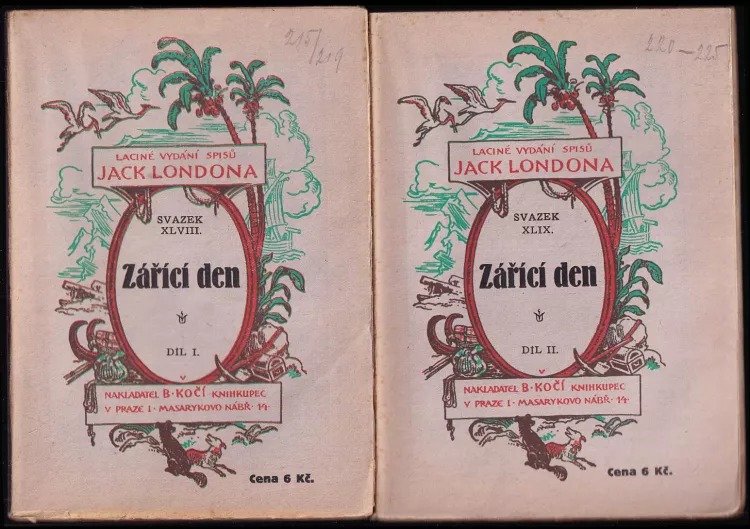 215/
219
LACINÉ VYDÁNÍ SPISŮ
JACK LONDONA
SVAZEK
XLVIII.
Zářící den
DIL I.
NAKLADATEL B·KOČÍ KNIHKUPEC
V PRAZE I· MASARYKOVO NÁBŘ· 14·
Cena 6 Kč.
220-225
LACINÉ VYDÁNÍ SPISŮ
JACK LONDONA
SVAZEK
XLIX.
Zářící den
DIL II.
NAKLADATEL B·KOČÍ KNIHKUPEC
V PRAZE I· MASARYKOVO NÁBŘ· 14·
Cena 6 Kč.